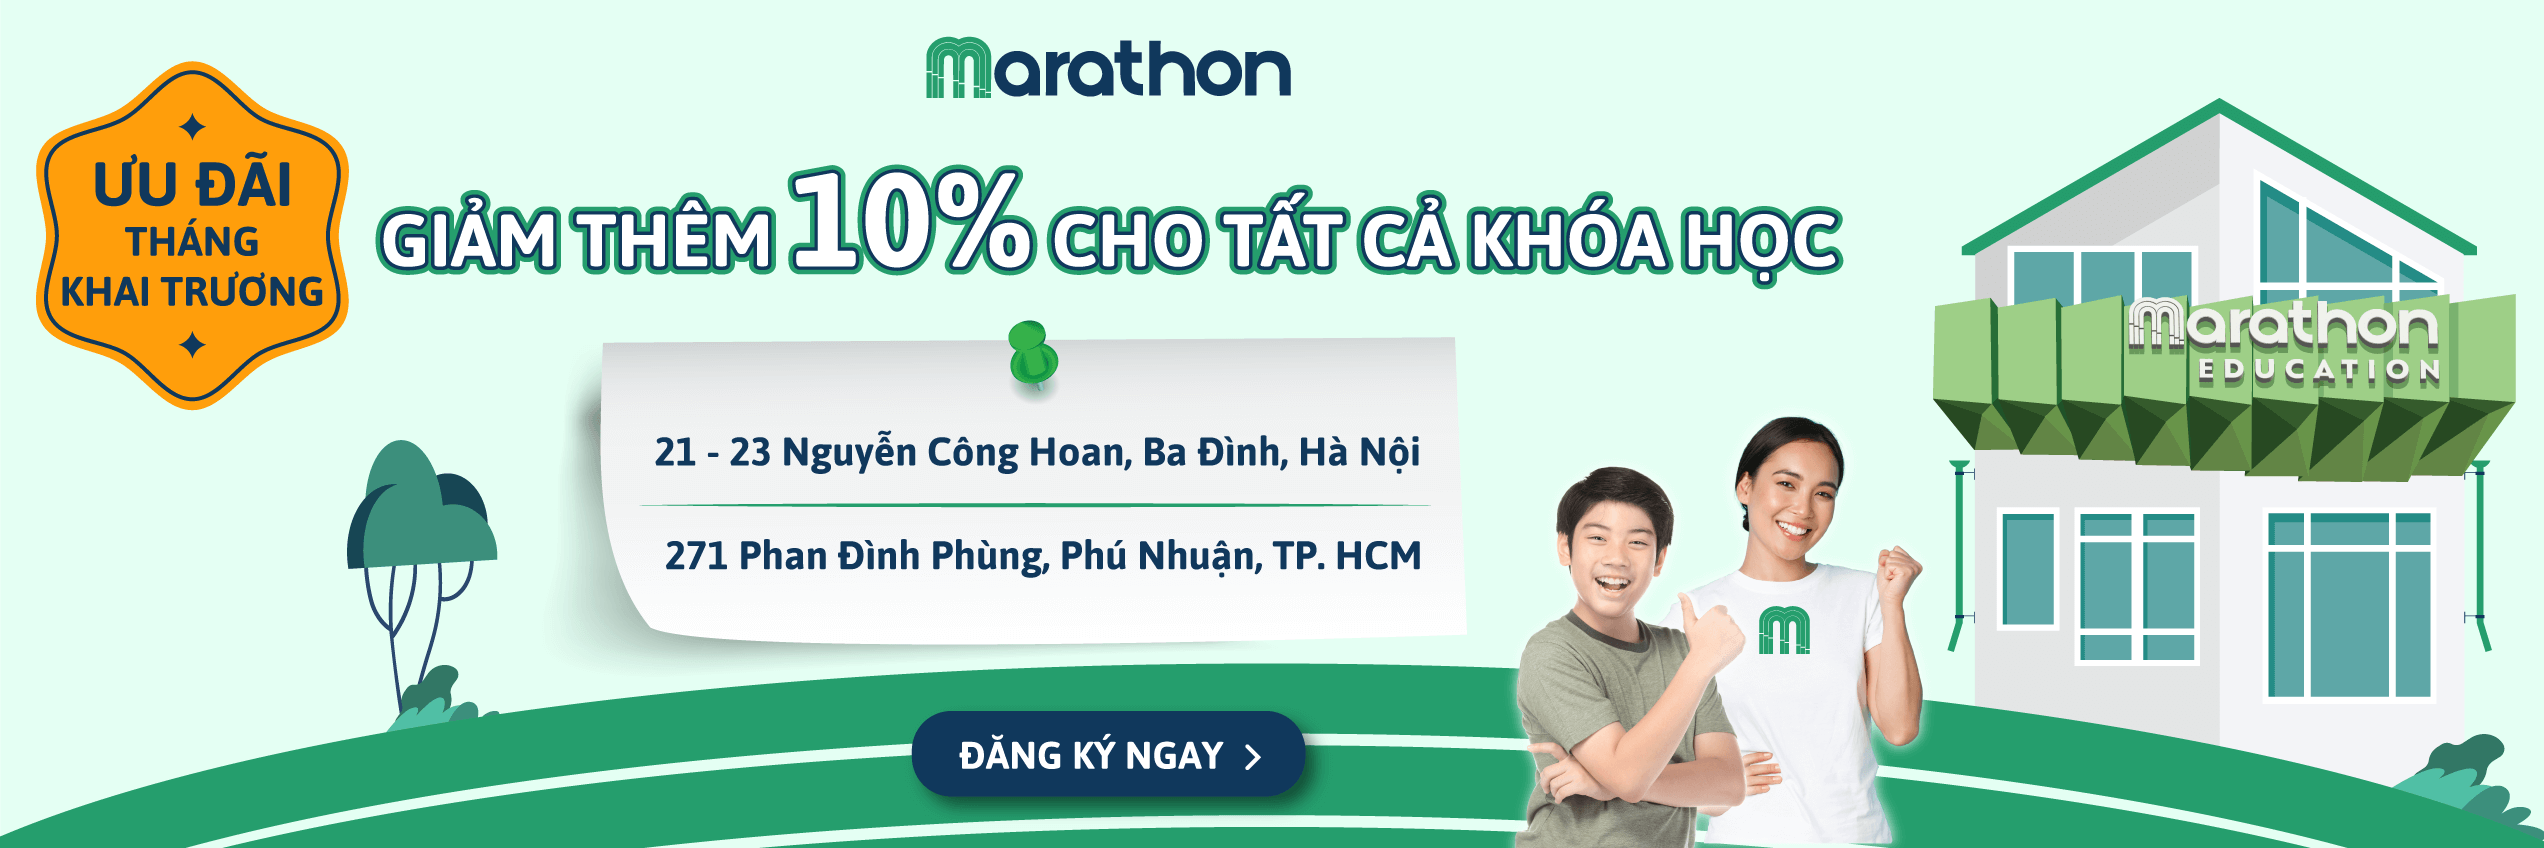 marathon
ƯU ĐÃI
THÁNG
KHAI TRƯƠNG
GIẢM THÊM 10% CHO TẤT CẢ KHÓA HỌC
21 - 23 Nguyễn Công Hoan, Ba Đình, Hà Nội
271 Phan Đình Phùng, Phú Nhuận, TP. HCM
marathon
EDUCATION
m
ĐĂNG KÝ NGAY >